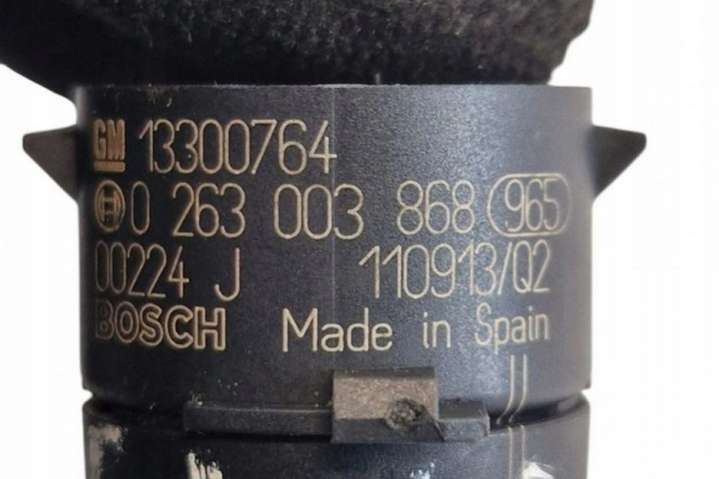 GM 13300764
0 263 003 868 965
00224 J 110913/Q2
BOSCH Made in Spain